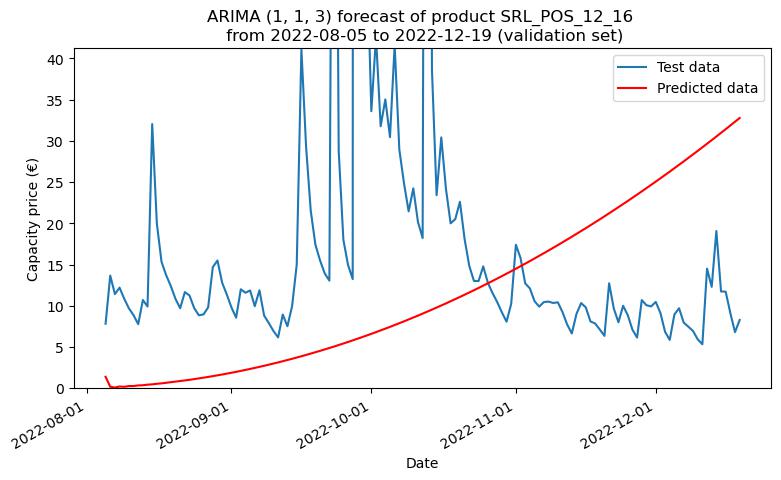 ARIMA (1, 1, 3) forecast of product SRL_POS_12_16
from 2022-08-05 to 2022-12-19 (validation set)
Test data
Predicted data
Capacity price (€)
40
35
30
25
20
15
10
5
0
2022-08-01
2022-09-01
2022-10-01
2022-11-01
2022-12-01
Date